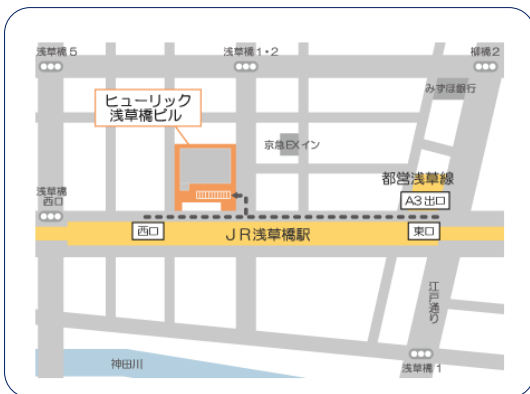 浅草橋5
浅草橋1・2
柳橋2
みずほ銀行
ヒューリック
浅草橋ビル
京急EXイン
都営浅草線
浅草橋
西口
A3出口
西口
JR浅草橋駅
東口
江戸通り
神田川
浅草橋1